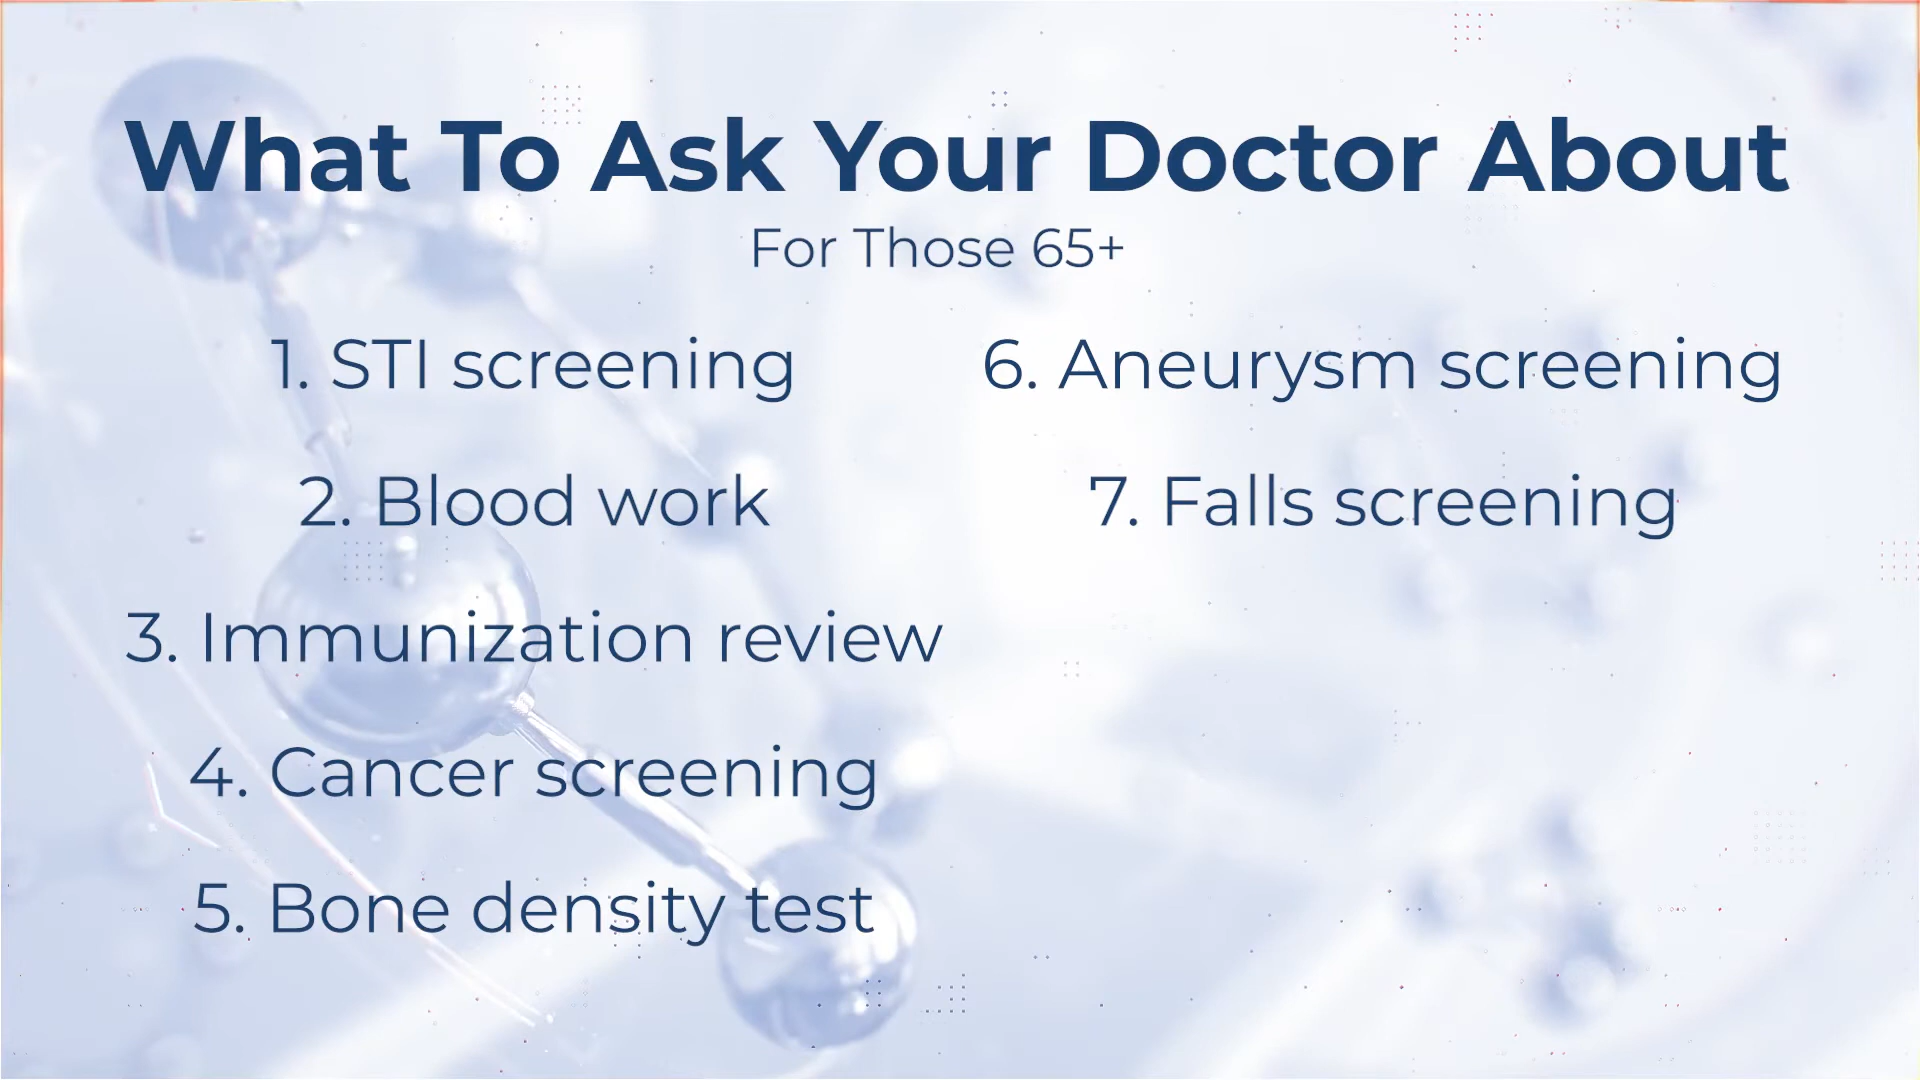 What To Ask Your Doctor About
For Those 65+
1. STI screening
2. Blood work
3. Immunization review
4. Cancer screening
5. Bone density test
6. Aneurysm screening
7. Falls screening